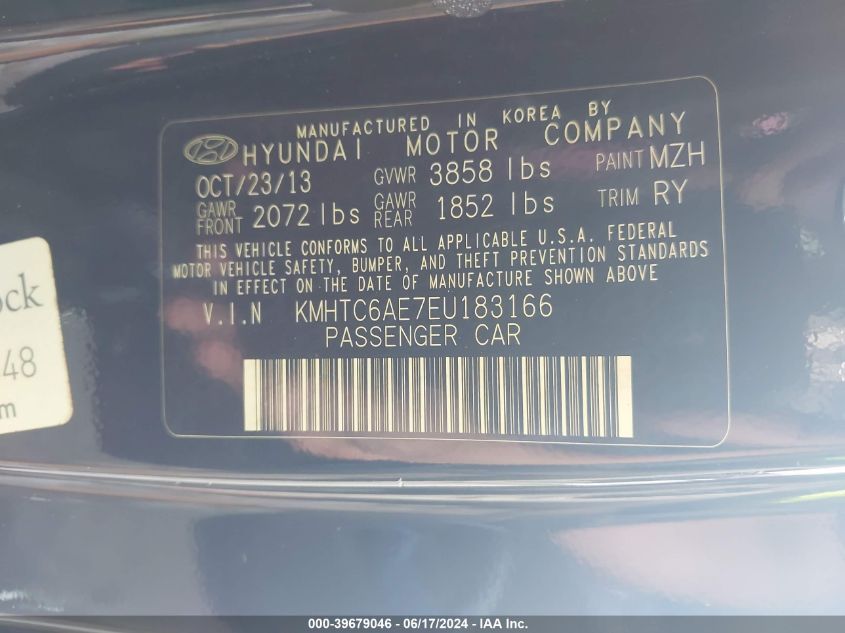 MANUFACTURED IN KOREA BY
HYUNDAI MOTOR COMPANY
OCT/23/13 GVWR 3858 lbs PAINT MZH
GAWR FRONT 2072 lbs GAWR REAR 1852 lbs TRIM RY
THIS VEHICLE CONFORMS TO ALL APPLICABLE U.S.A. FEDERAL
MOTOR VEHICLE SAFETY, BUMPER, AND THEFT PREVENTION STANDARDS
IN EFFECT ON THE DATE OF MANUFACTURE SHOWN ABOVE
V.I.N KMHTC6AE7EU183166
PASSENGER CAR
ock
48
m
000-39679046 - 06/17/2024 - IAA Inc.